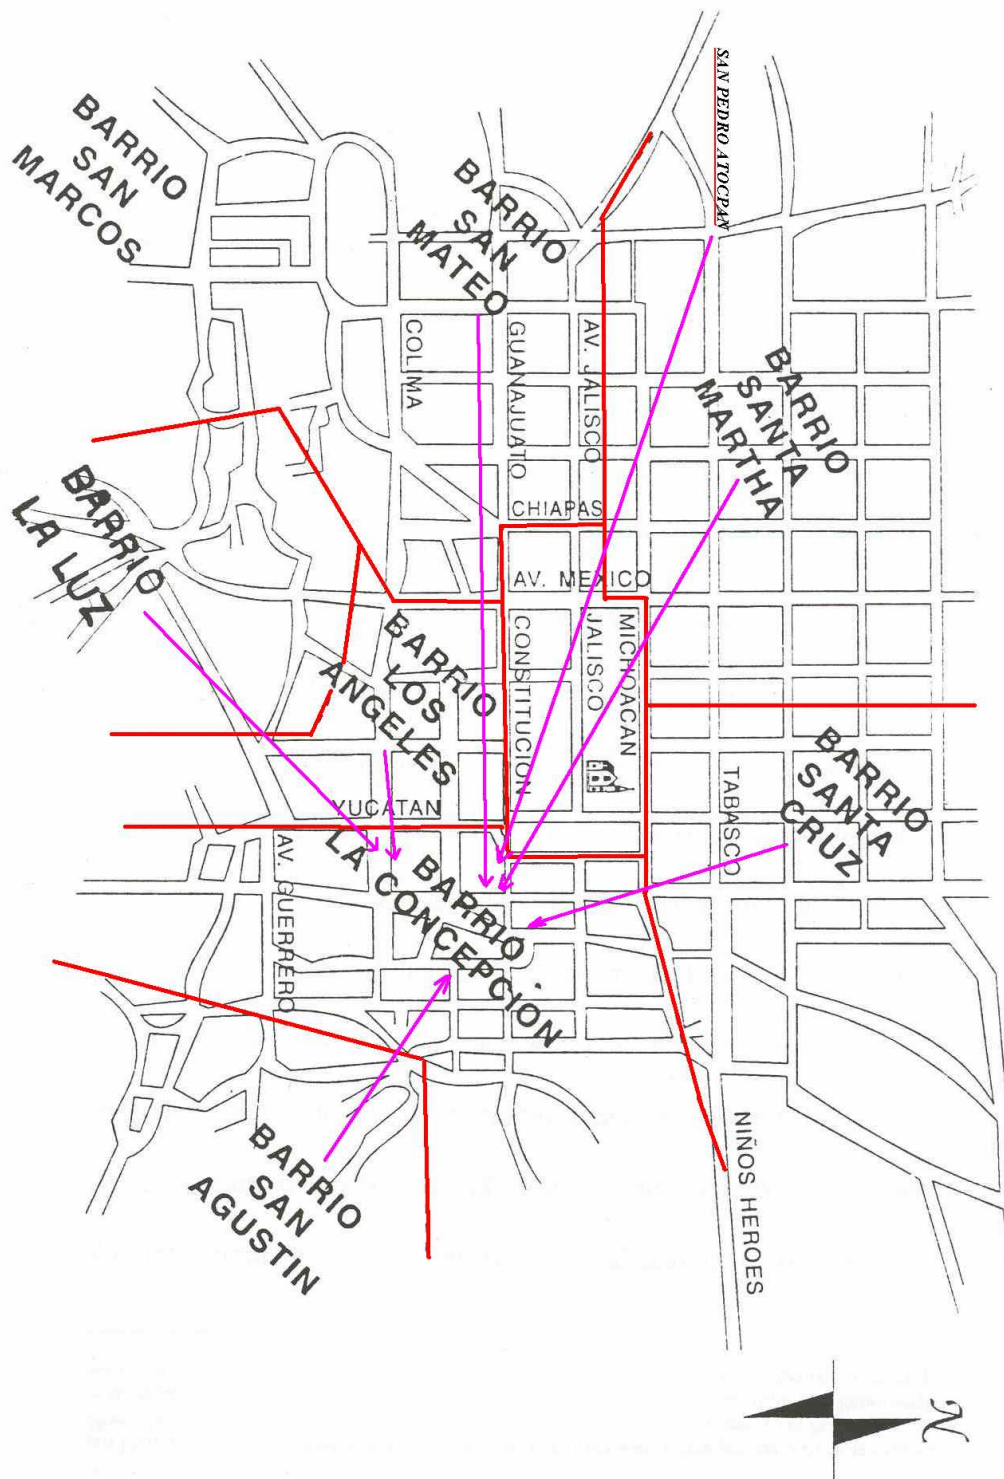 SAN PEDRO ATOCPAN
BARRIO
SAN
MARCOS
BARRIO
SAN
MATEO
COLIMA
GUANAJUATO
AV. JALISCO
BARRIO
SANTA
MARTHA
CHIAPAS
AV. MEXICO
BARRIO
LA LUZ
BARRIO
LOS
ANGELES
CONSTITUCION
JALISCO
MICHOACAN
TABASCO
BARRIO
SANTA
CRUZ
YUCATAN
AV. GUERRERO
BARRIO
LA CONCEPCIÓN
BARRIO
SAN
AGUSTIN
NIÑOS HEROES
N